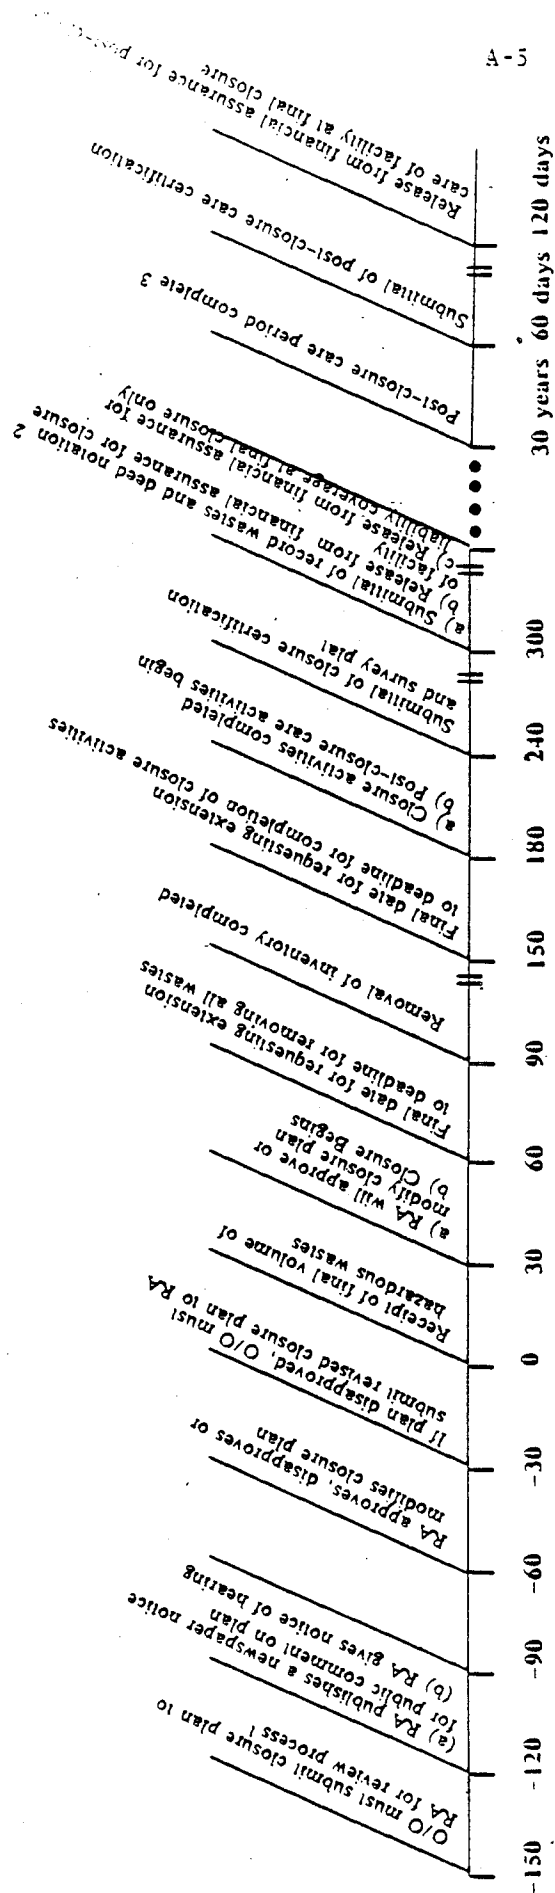 A-5
O/O must submit closure plan to
RA for review process 1
(a) RA publishes a newspaper notice
for public comment on plan
(b) RA gives notice of hearing
RA approves, disapproves or
modifies closure plan
If plan disapproved, O/O must
submit revised closure plan to RA
Receipt of final volume of
hazardous wastes
a) RA will approve or
modify closure plan
b) Closure Begins
Final date for requesting extension
to deadline for removing all wastes
Removal of inventory completed
Final date for requesting extension
to deadline for completion of closure activities
a) Closure activities completed
b) Post-closure care activities begin
Submittal of closure certification
and survey plat
a) Submittal of record wastes and deed notation 2
b) Release from financial assurance for closure
of facility
c) Release from financial assurance for
liability coverage at final closure only
Post-closure care period complete 3
Submittal of post-closure care certification
Release from financial assurance for post-closure
care of facility at final closure
-150
-120
-90
-60
-30
0
30
60
90
150
180
240
300
30 years
60 days
120 days